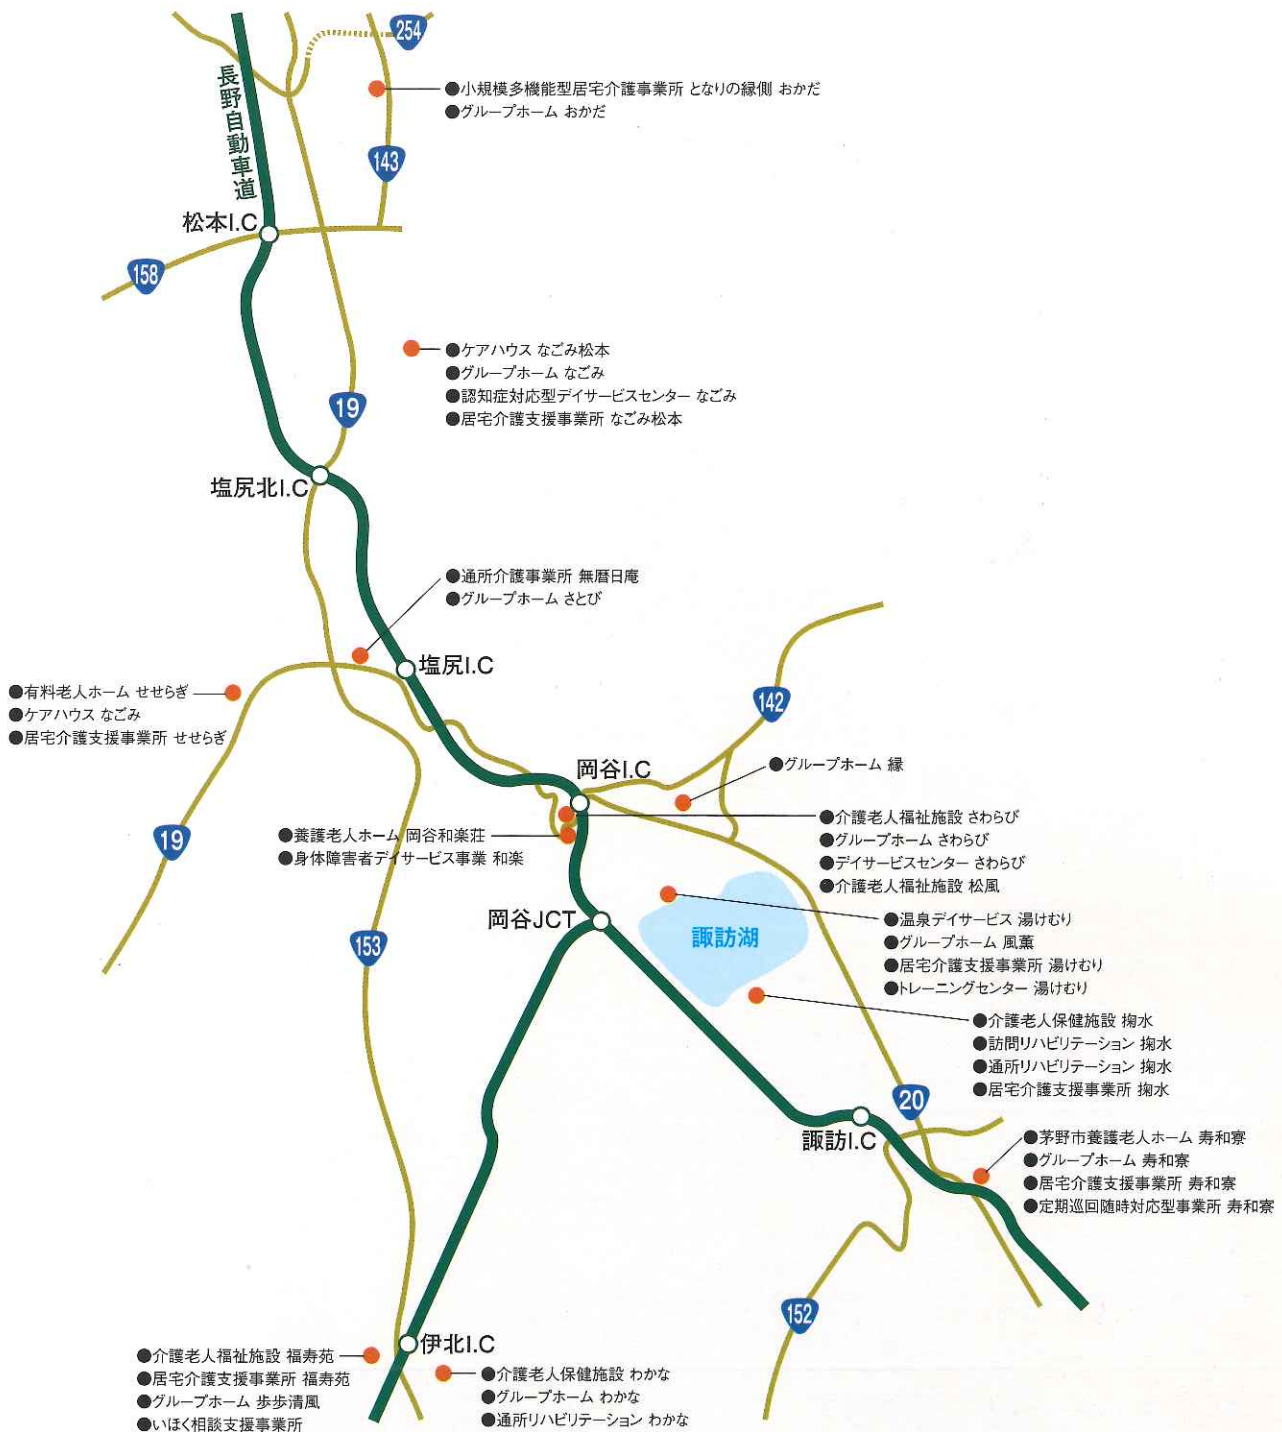 254
長野自動車道
●小規模多機能型居宅介護事業所 となりの縁側 おかだ
●グループホーム おかだ
143
松本I.C
158
●ケアハウス なごみ松本
●グループホーム なごみ
●認知症対応型デイサービスセンター なごみ
●居宅介護支援事業所 なごみ松本
19
塩尻北I.C
●通所介護事業所 無暦日庵
●グループホーム さとび
塩尻I.C
●有料老人ホーム せせらぎ
●ケアハウス なごみ
●居宅介護支援事業所 せせらぎ
142
岡谷I.C
●グループホーム 縁
19
●養護老人ホーム 岡谷和楽荘
●身体障害者デイサービス事業 和楽
●介護老人福祉施設 さわらび
●グループホーム さわらび
●デイサービスセンター さわらび
●介護老人福祉施設 松風
岡谷JCT
諏訪湖
153
●温泉デイサービス 湯けむり
●グループホーム 風薫
●居宅介護支援事業所 湯けむり
●トレーニングセンター 湯けむり
●介護老人保健施設 掬水
●訪問リハビリテーション 掬水
●通所リハビリテーション 掬水
●居宅介護支援事業所 掬水
20
諏訪I.C
●茅野市養護老人ホーム 寿和寮
●グループホーム 寿和寮
●居宅介護支援事業所 寿和寮
●定期巡回随時対応型事業所 寿和寮
152
伊北I.C
●介護老人福祉施設 福寿苑
●居宅介護支援事業所 福寿苑
●グループホーム 歩歩清風
●いほく相談支援事業所
●介護老人保健施設 わかな
●グループホーム わかな
●通所リハビリテーション わかな